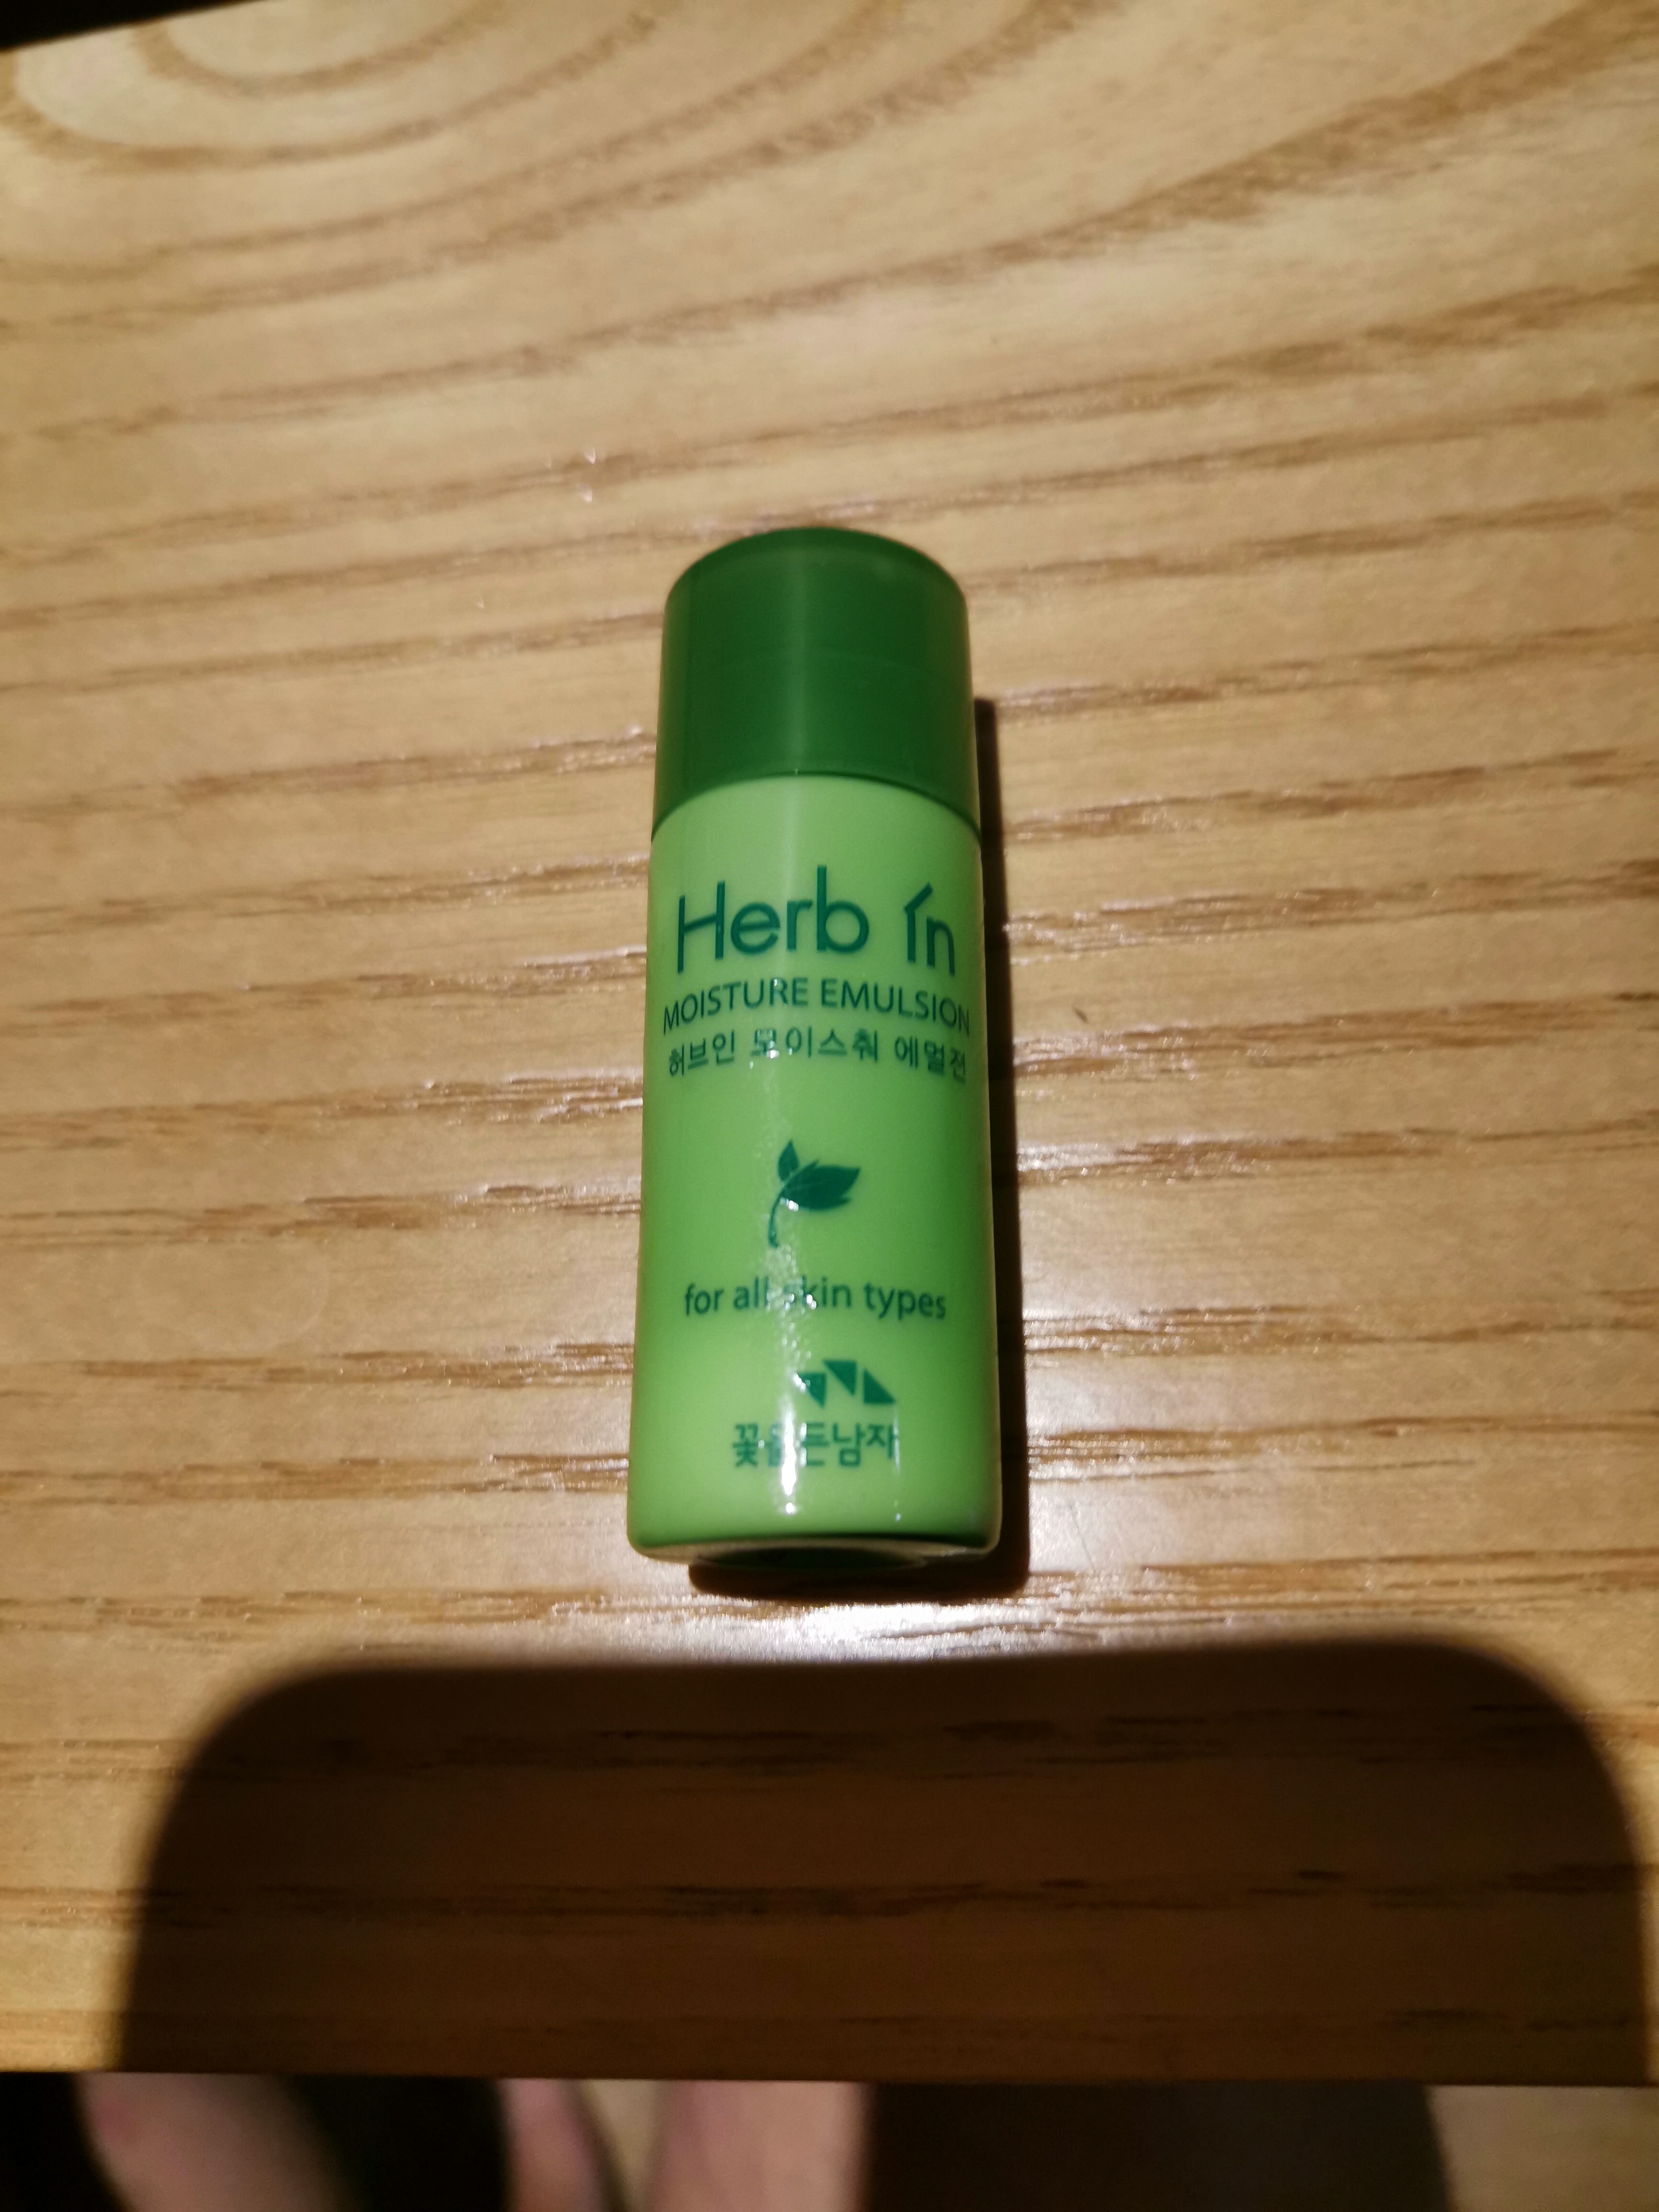 Herb in
MOISTURE EMULSION
허브인 모이스춰 에멀전
for all skin types
꽃을든남자